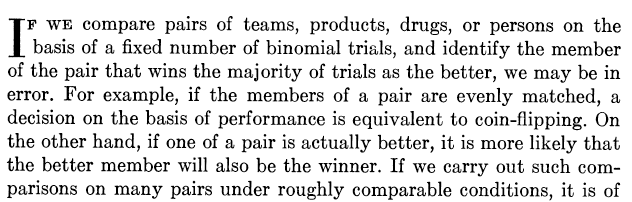 IF WE compare pairs of teams, products, drugs, or persons on the
basis of a fixed number of binomial trials, and identify the member
of the pair that wins the majority of trials as the better, we may be in
error. For example, if the members of a pair are evenly matched, a
decision on the basis of performance is equivalent to coin-flipping. On
the other hand, if one of a pair is actually better, it is more likely that
the better member will also be the winner. If we carry out such com-
parisons on many pairs under roughly comparable conditions, it is of